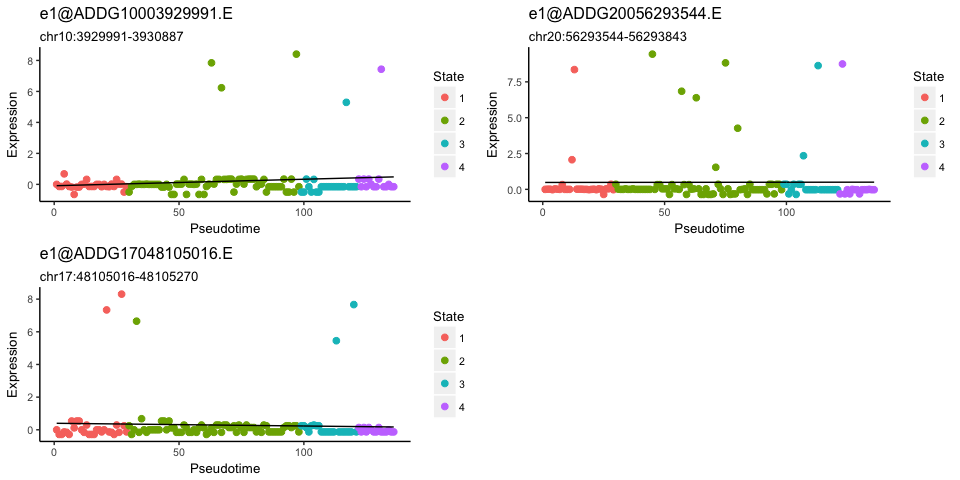 e1@ADDG10003929991.E
chr10:3929991-3930887
Expression
8
6
4
2
0
0
50
100
Pseudotime
State
1
2
3
4
e1@ADDG20056293544.E
chr20:56293544-56293843
Expression
7.5
5.0
2.5
0.0
0
50
100
Pseudotime
State
1
2
3
4
e1@ADDG17048105016.E
chr17:48105016-48105270
Expression
8
6
4
2
0
0
50
100
Pseudotime
State
1
2
3
4